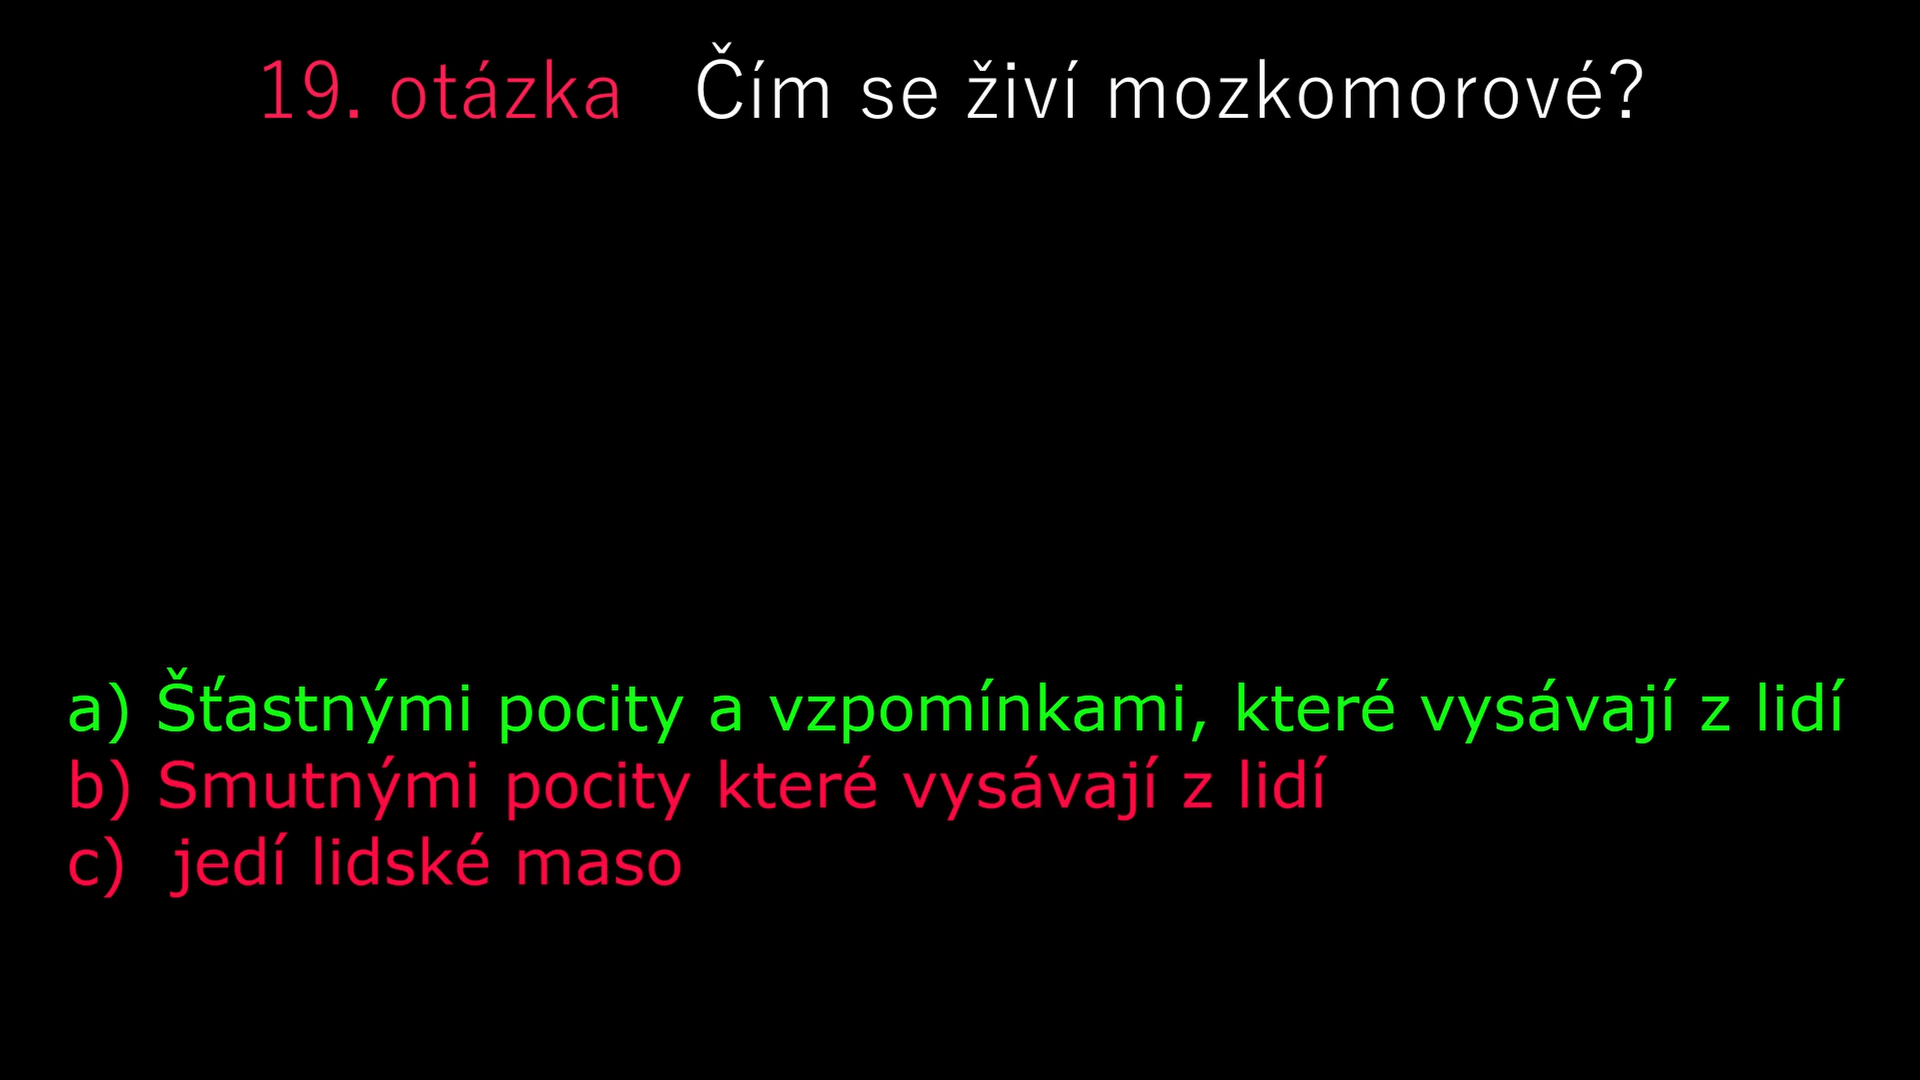 19. otázka Čím se živí mozkomorové?
a) Šťastnými pocity a vzpomínkami, které vysávají z lidí
b) Smutnými pocity které vysávají z lidí
c) jedí lidské maso